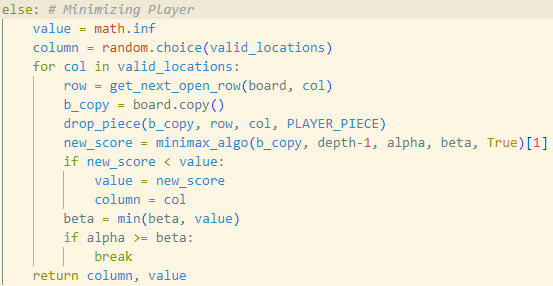 else: # Minimizing Player
    value = math.inf
    column = random.choice(valid_locations)
    for col in valid_locations:
        row = get_next_open_row(board, col)
        b_copy = board.copy()
        drop_piece(b_copy, row, col, PLAYER_PIECE)
        new_score = minimax_algo(b_copy, depth-1, alpha, beta, True)[1]
        if new_score < value:
            value = new_score
            column = col
        beta = min(beta, value)
        if alpha >= beta:
            break
    return column, value